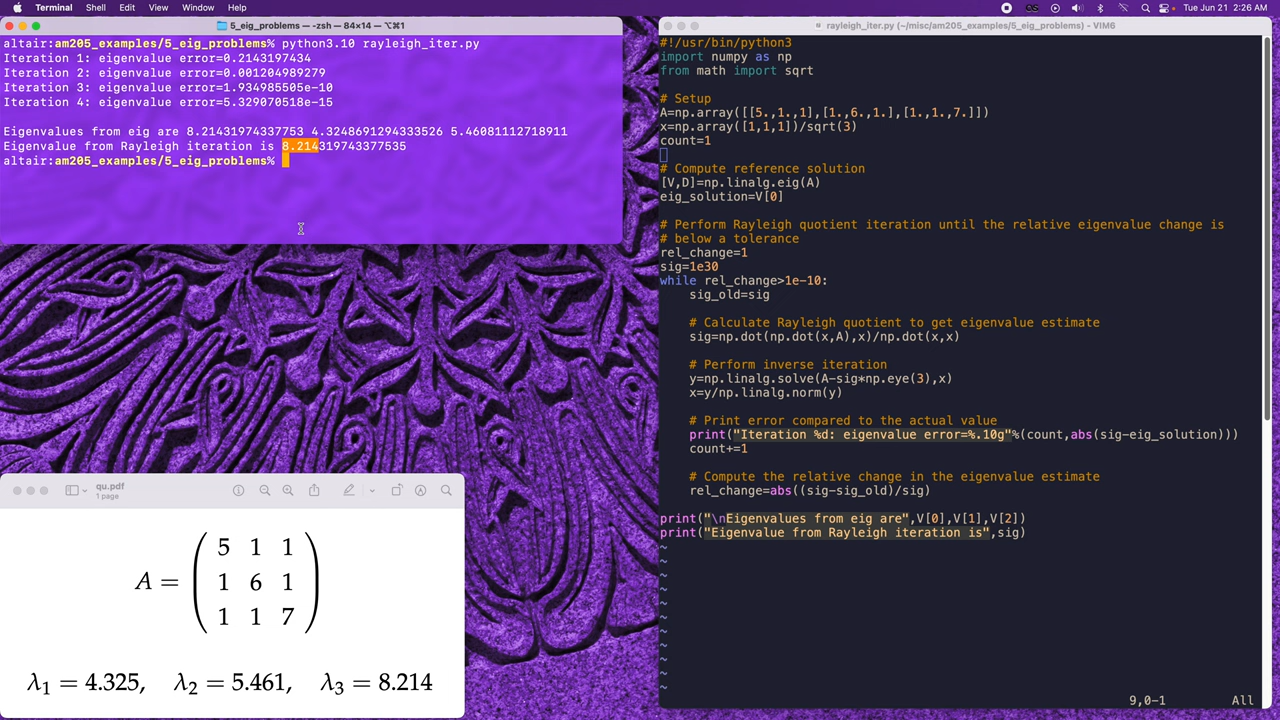 Terminal Shell Edit View Window Help
Tue Jun 21 2:26 AM
5_eig_problems — -zsh — 84×14 — ⌥⌘1
altair:am205_examples/5_eig_problems% python3.10 rayleigh_iter.py
Iteration 1: eigenvalue error=0.2143197434
Iteration 2: eigenvalue error=0.001204989279
Iteration 3: eigenvalue error=1.934985505e-10
Iteration 4: eigenvalue error=5.329070518e-15
Eigenvalues from eig are 8.21431974337753 4.3248691294333526 5.46081112718911
Eigenvalue from Rayleigh iteration is 8.214319743377535
altair:am205_examples/5_eig_problems%
rayleigh_iter.py (~/misc/am205_examples/5_eig_problems) - VIM6
#!/usr/bin/python3
import numpy as np
from math import sqrt
# Setup
A=np.array([[5.,1.,1],[1.,6.,1.],[1.,1.,7.]])
x=np.array([1,1,1])/sqrt(3)
count=1
# Compute reference solution
[V,D]=np.linalg.eig(A)
eig_solution=V[0]
# Perform Rayleigh quotient iteration until the relative eigenvalue change is
# below a tolerance
rel_change=1
sig=1e30
while rel_change>1e-10:
sig_old=sig
# Calculate Rayleigh quotient to get eigenvalue estimate
sig=np.dot(np.dot(x,A),x)/np.dot(x,x)
# Perform inverse iteration
y=np.linalg.solve(A-sig*np.eye(3),x)
x=y/np.linalg.norm(y)
# Print error compared to the actual value
print("Iteration %d: eigenvalue error=%.10g"%(count,abs(sig-eig_solution)))
count+=1
# Compute the relative change in the eigenvalue estimate
rel_change=abs((sig-sig_old)/sig)
print("\nEigenvalues from eig are",V[0],V[1],V[2])
print("Eigenvalue from Rayleigh iteration is",sig)
~
~
~
~
~
~
~
~
~
~
~
9,0-1 All
qu.pdf
1 page
A =
5 1 1
1 6 1
1 1 7
λ₁ = 4.325, λ₂ = 5.461, λ₃ = 8.214